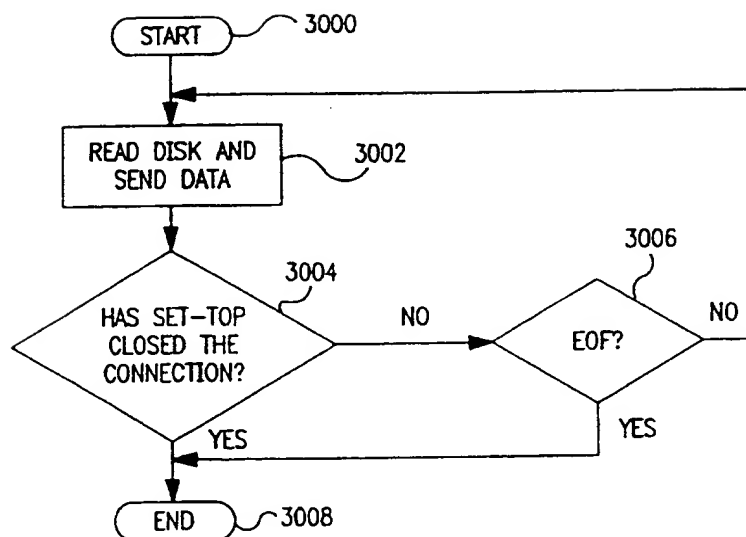 START
3000
READ DISK AND
SEND DATA
3002
3004
HAS SET-TOP
CLOSED THE
CONNECTION?
NO
3006
EOF?
NO
YES
YES
END
3008